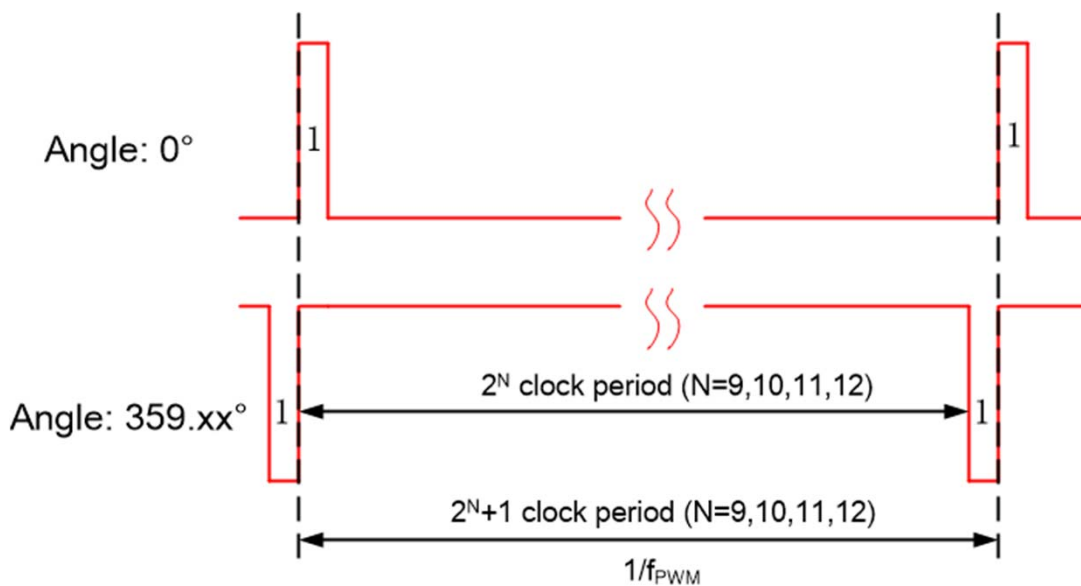 Angle: 0°
1
1
Angle: 359.xx°
1
2ᴺ clock period (N=9,10,11,12)
1
2ᴺ+1 clock period (N=9,10,11,12)
1/fPWM